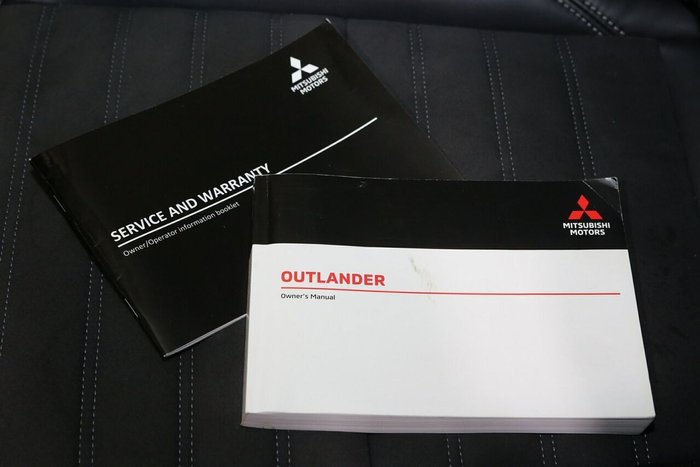 MITSUBISHI
MOTORS
SERVICE AND WARRANTY
Owner/Operator information booklet
MITSUBISHI
MOTORS
OUTLANDER
Owner's Manual